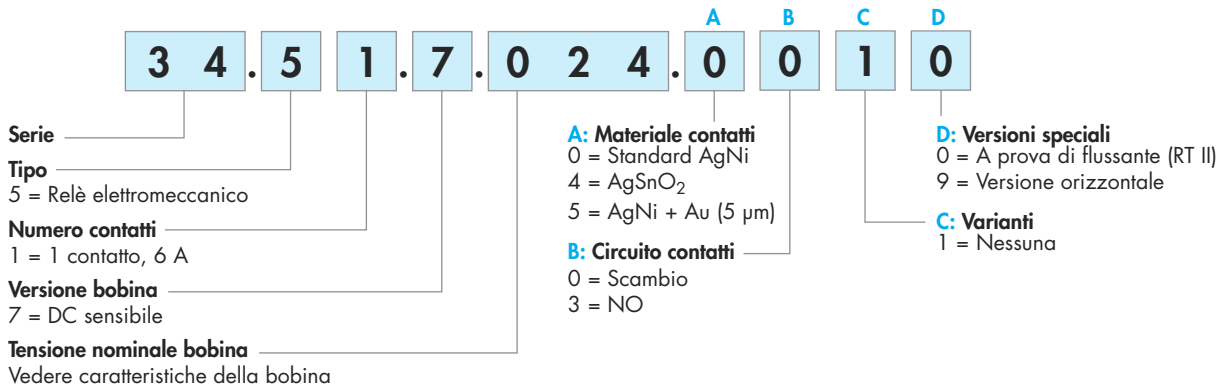 A B C D
3 4 . 5 1 . 7 . 0 2 4 . 0 0 1 0
Serie
Tipo
5 = Relè elettromeccanico
Numero contatti
1 = 1 contatto, 6 A
Versione bobina
7 = DC sensibile
Tensione nominale bobina
Vedere caratteristiche della bobina
A: Materiale contatti
0 = Standard AgNi
4 = AgSnO₂
5 = AgNi + Au (5 µm)
B: Circuito contatti
0 = Scambio
3 = NO
D: Versioni speciali
0 = A prova di flussante (RT II)
9 = Versione orizzontale
C: Varianti
1 = Nessuna